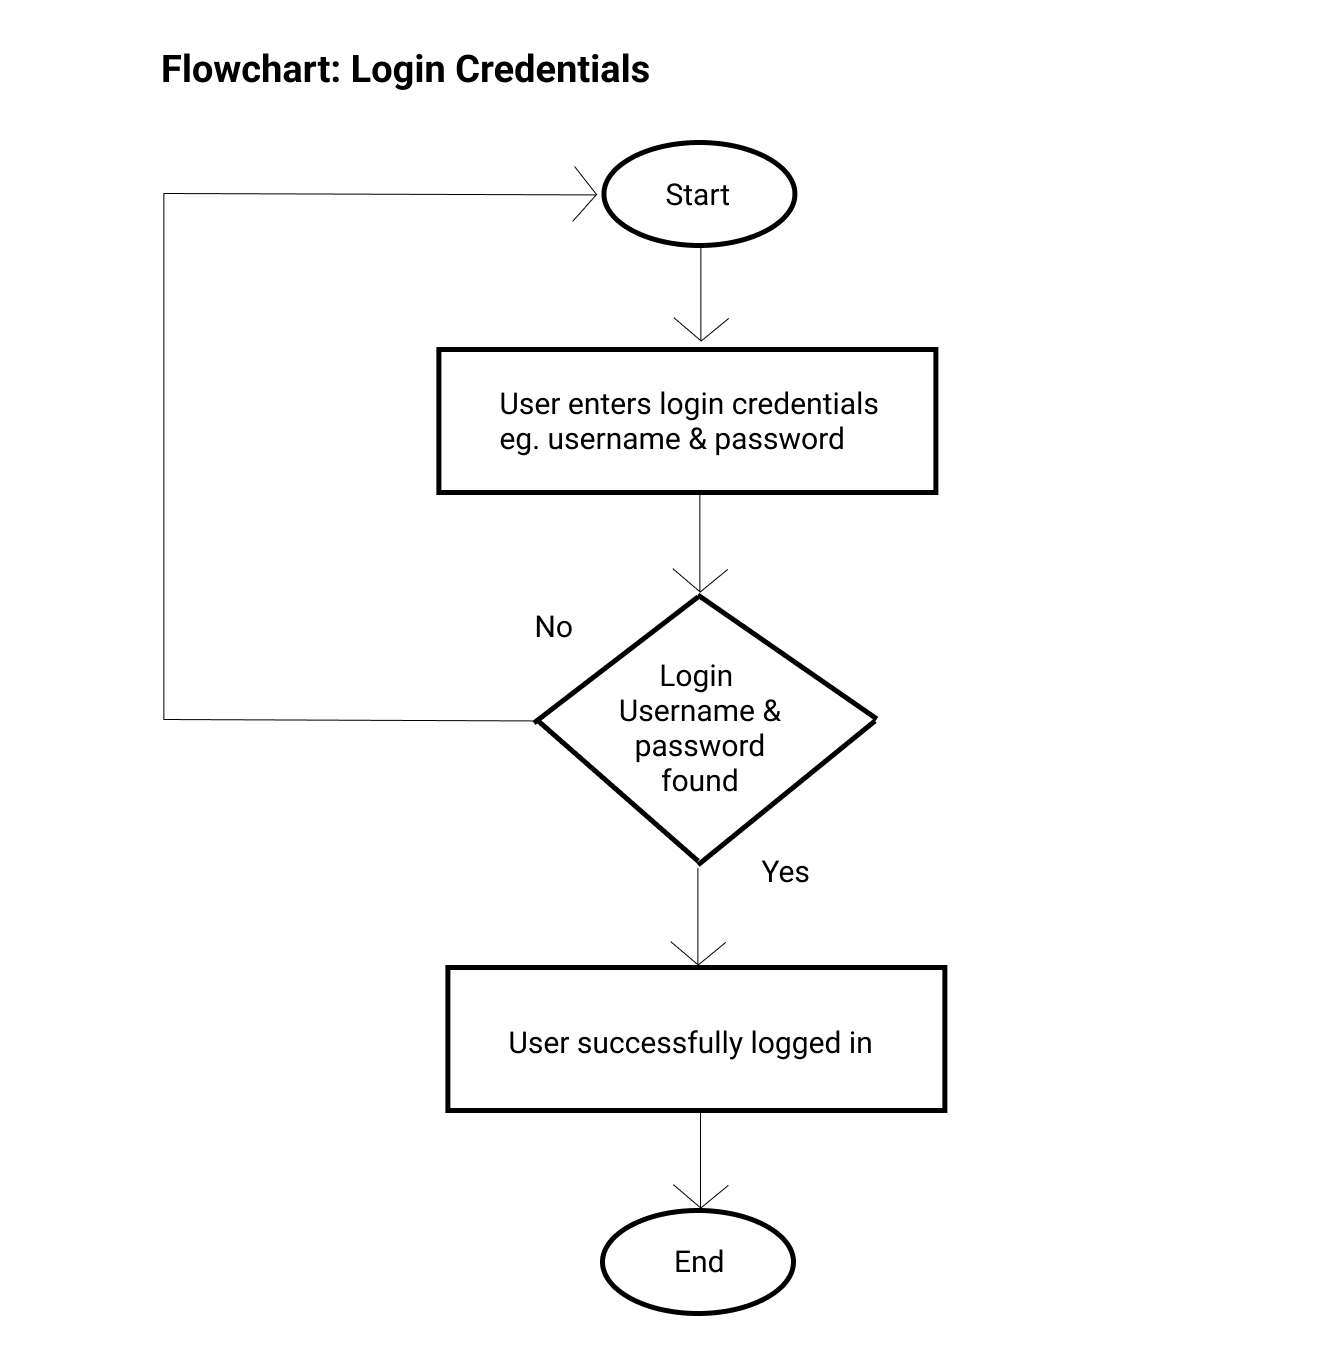 Flowchart: Login Credentials
Start
User enters login credentials
eg. username & password
No
Login
Username &
password
found
Yes
User successfully logged in
End